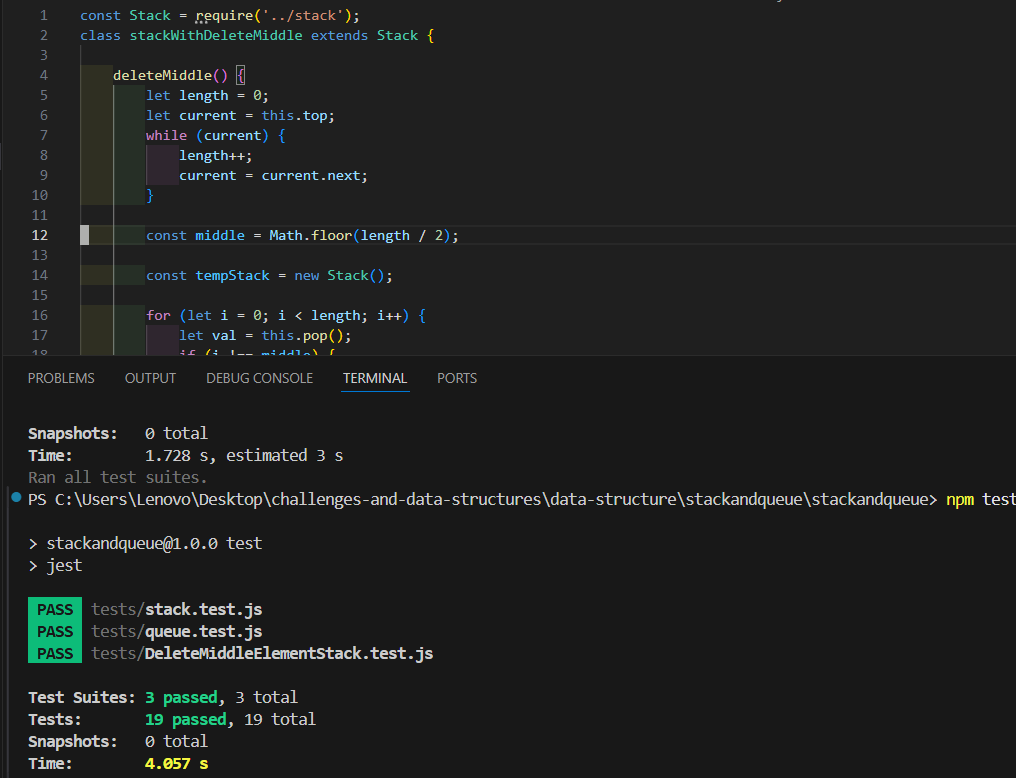 1 const Stack = require('../stack');
2 class stackWithDeleteMiddle extends Stack {
3
4 deleteMiddle() {
5 let length = 0;
6 let current = this.top;
7 while (current) {
8 length++;
9 current = current.next;
10 }
11
12 const middle = Math.floor(length / 2);
13
14 const tempStack = new Stack();
15
16 for (let i = 0; i < length; i++) {
17 let val = this.pop();
18 if (i !== middle) {
PROBLEMS OUTPUT DEBUG CONSOLE TERMINAL PORTS
Snapshots: 0 total
Time: 1.728 s, estimated 3 s
Ran all test suites.
PS C:\Users\Lenovo\Desktop\challenges-and-data-structures\data-structure\stackandqueue\stackandqueue> npm test
> stackandqueue@1.0.0 test
> jest
PASS tests/stack.test.js
PASS tests/queue.test.js
PASS tests/DeleteMiddleElementStack.test.js
Test Suites: 3 passed, 3 total
Tests: 19 passed, 19 total
Snapshots: 0 total
Time: 4.057 s